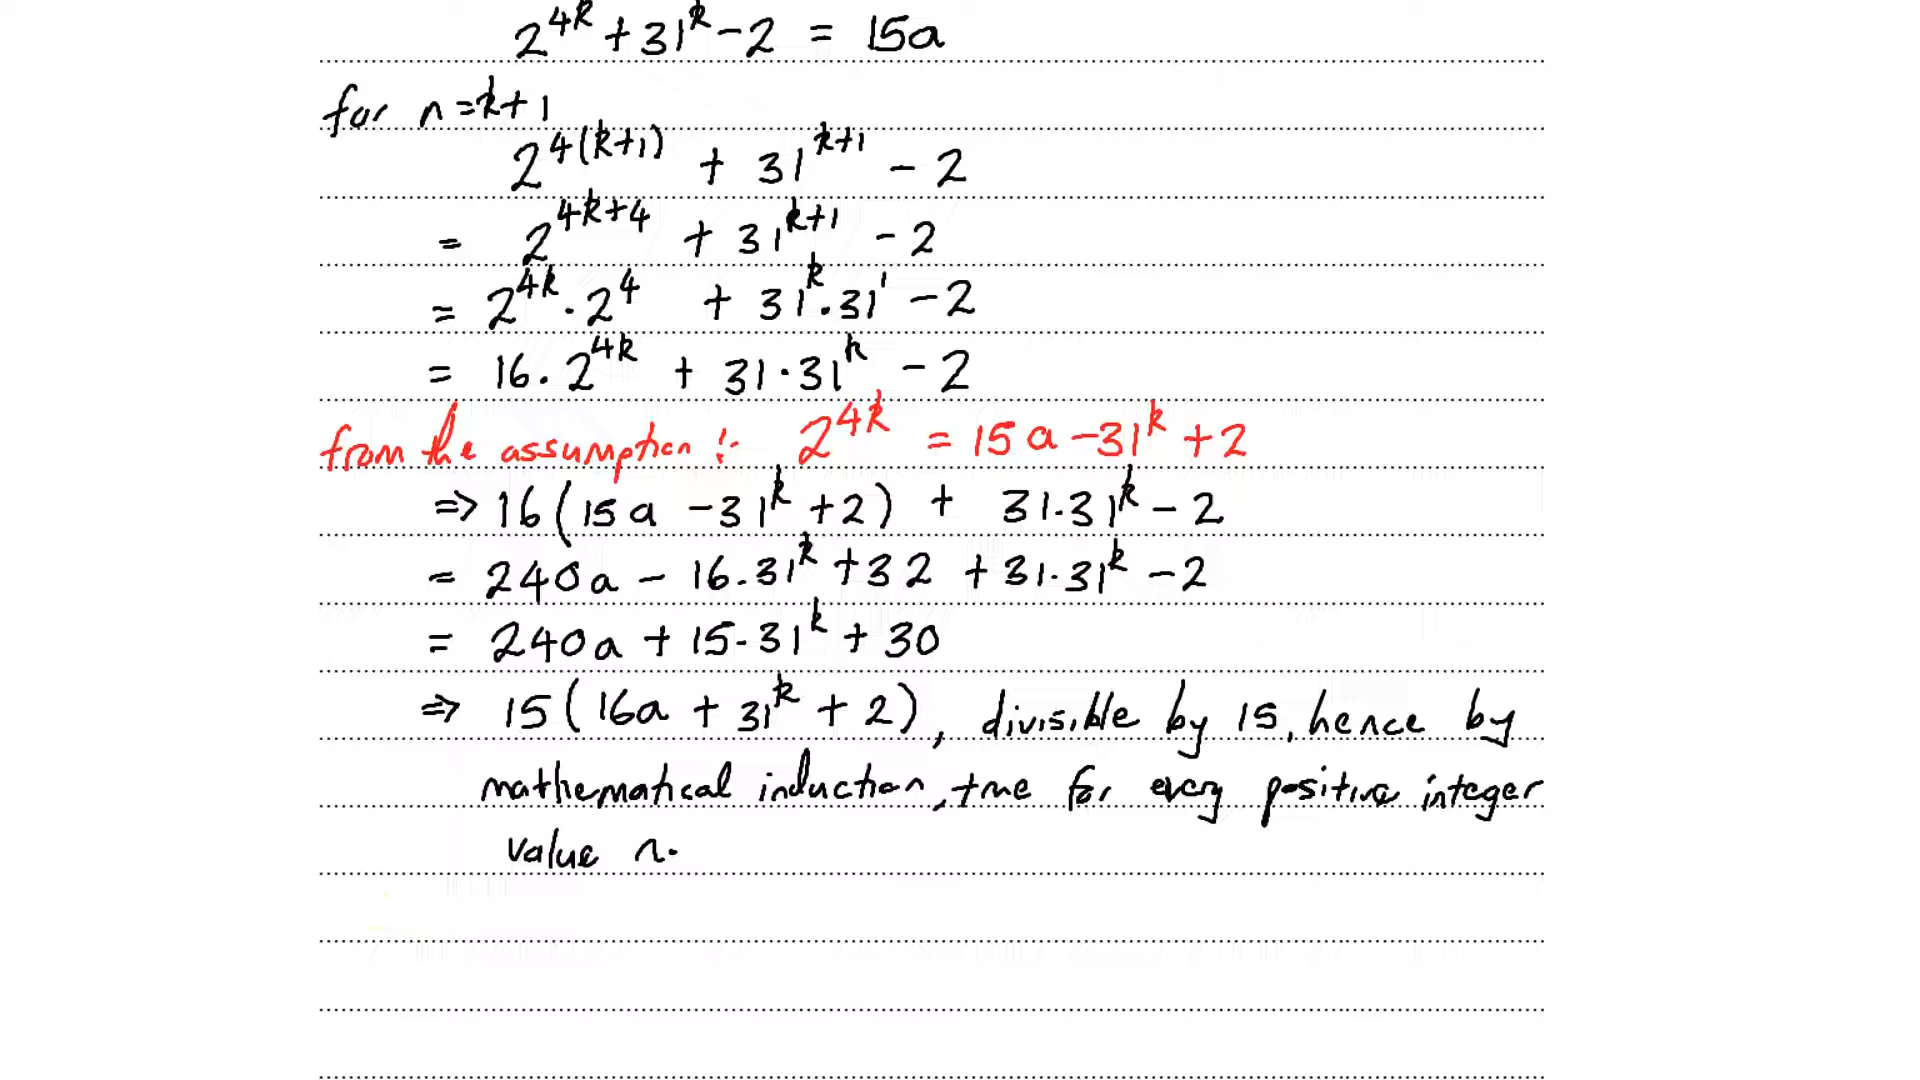 2^{4k} + 31^k - 2 = 15a
for n = k+1
2^{4(k+1)} + 31^{k+1} - 2
= 2^{4k+4} + 31^{k+1} - 2
= 2^{4k} · 2^4 + 31^k · 31^1 - 2
= 16 · 2^{4k} + 31 · 31^k - 2
from the assumption :- 2^{4k} = 15a - 31^k + 2
⇒ 16(15a - 31^k + 2) + 31 · 31^k - 2
= 240a - 16 · 31^k + 32 + 31 · 31^k - 2
= 240a + 15 · 31^k + 30
⇒ 15(16a + 31^k + 2), divisible by 15, hence by
mathematical induction, true for every positive integer
value n.